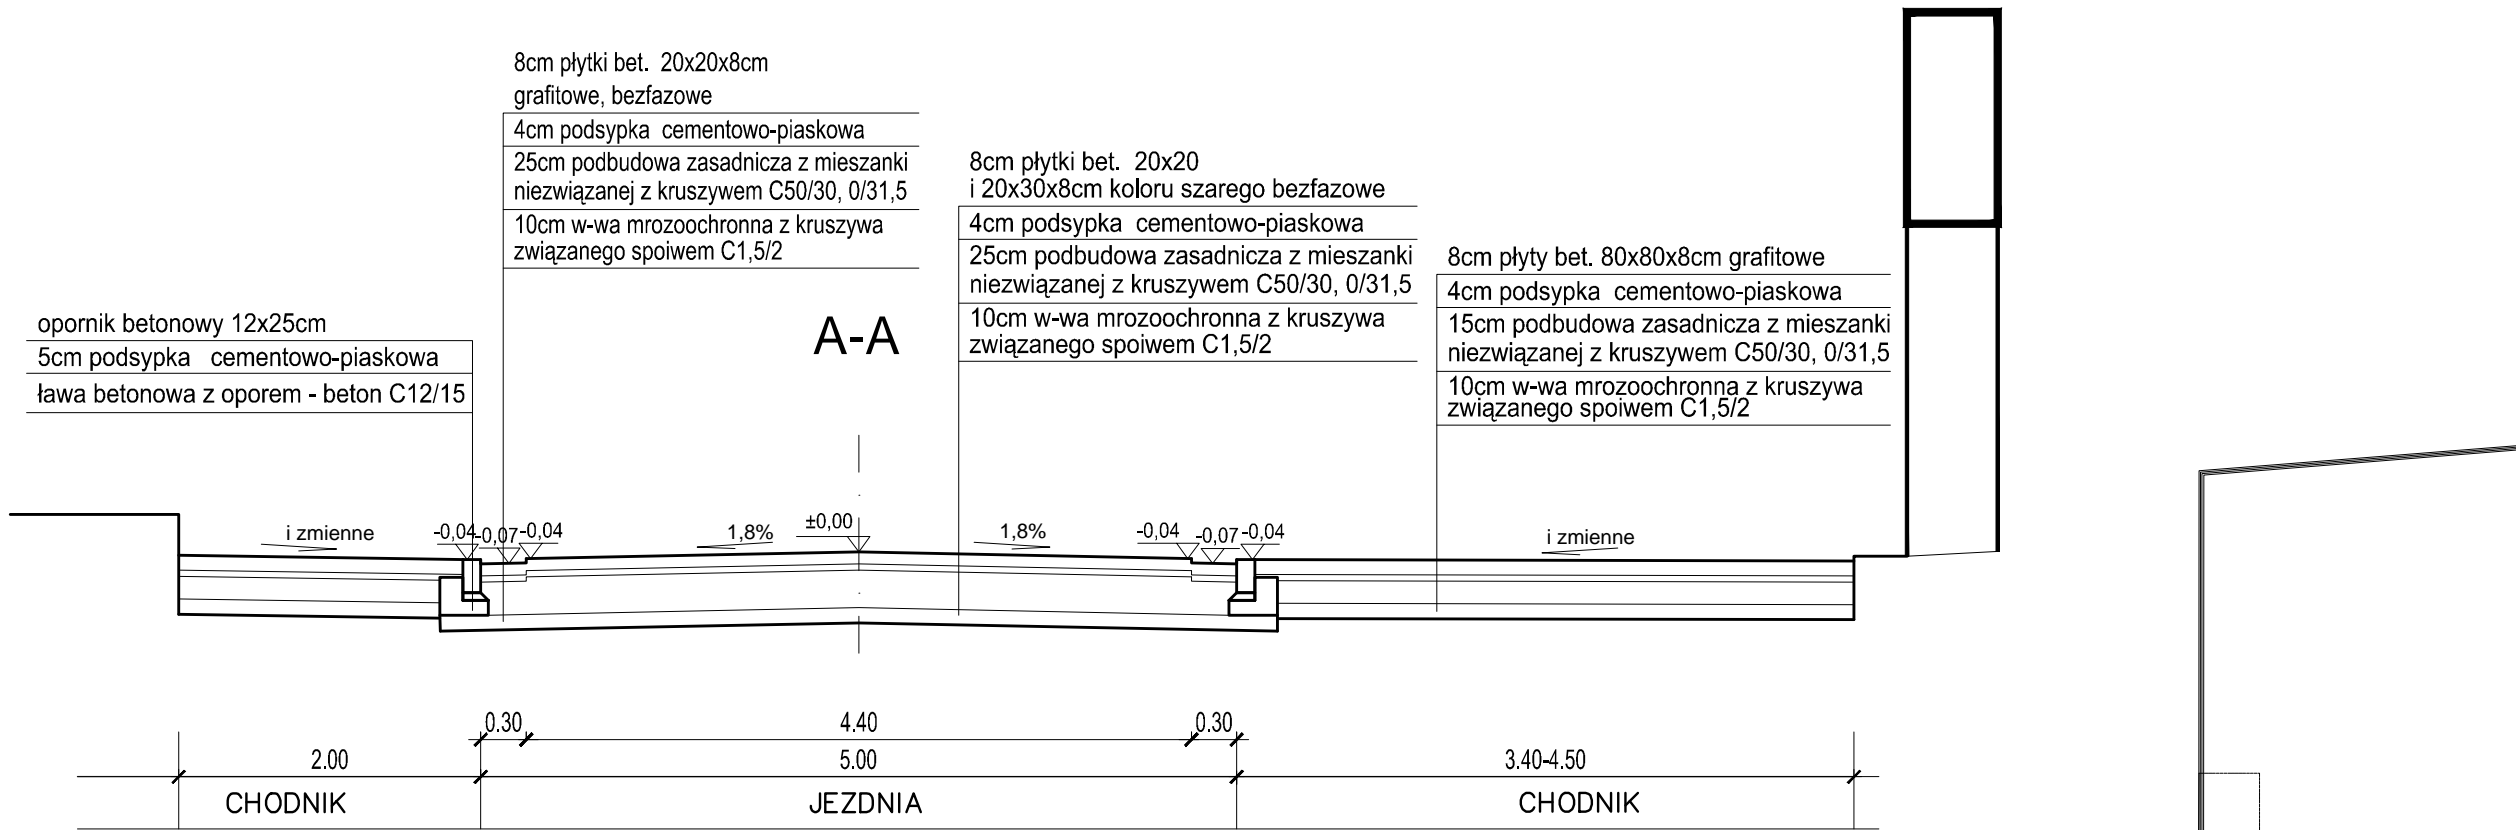 8cm płytki bet. 20x20x8cm
grafitowe, bezfazowe
4cm podsypka cementowo-piaskowa
25cm podbudowa zasadnicza z mieszanki
niezwiązanej z kruszywem C50/30, 0/31,5
10cm w-wa mrozoochronna z kruszywa
związanego spoiwem C1,5/2
8cm płytki bet. 20x20
i 20x30x8cm koloru szarego bezfazowe
4cm podsypka cementowo-piaskowa
25cm podbudowa zasadnicza z mieszanki
niezwiązanej z kruszywem C50/30, 0/31,5
10cm w-wa mrozoochronna z kruszywa
związanego spoiwem C1,5/2
8cm płyty bet. 80x80x8cm grafitowe
4cm podsypka cementowo-piaskowa
15cm podbudowa zasadnicza z mieszanki
niezwiązanej z kruszywem C50/30, 0/31,5
10cm w-wa mrozoochronna z kruszywa
związanego spoiwem C1,5/2
opornik betonowy 12x25cm
5cm podsypka cementowo-piaskowa
ława betonowa z oporem - beton C12/15
A-A
i zmienne
-0,04
-0,07
-0,04
1,8%
±0,00
1,8%
-0,04
-0,07
-0,04
i zmienne
0.30
4.40
0.30
2.00
5.00
3.40-4.50
CHODNIK
JEZDNIA
CHODNIK